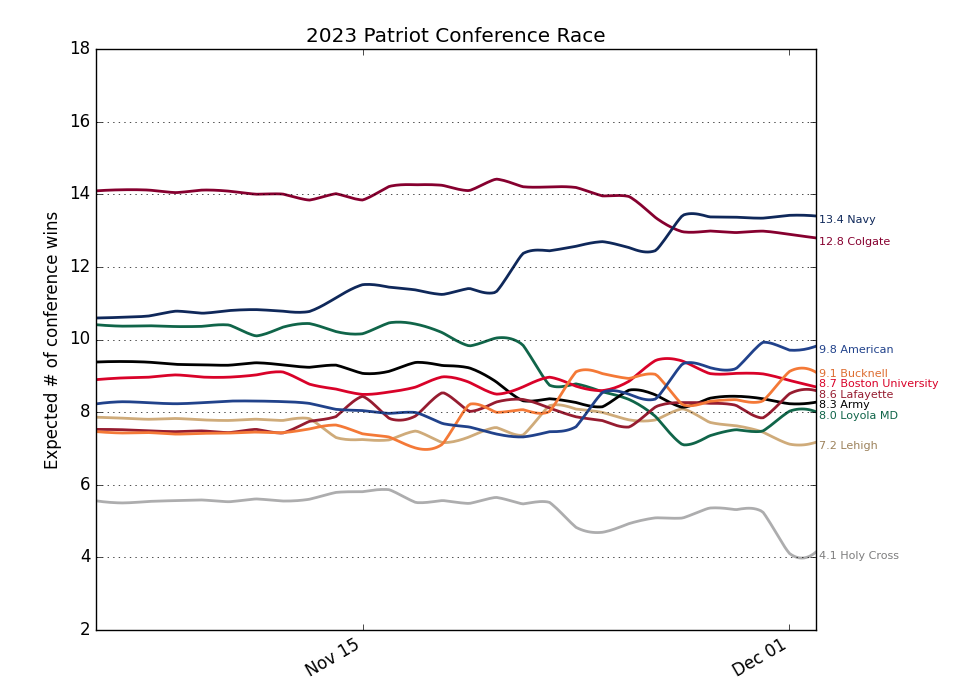 2023 Patriot Conference Race
Expected # of conference wins
18
16
14
12
10
8
6
4
2
Nov 15
Dec 01
13.4 Navy
12.8 Colgate
9.8 American
9.1 Bucknell
8.7 Boston University
8.6 Lafayette
8.3 Army
8.0 Loyola MD
7.2 Lehigh
4.1 Holy Cross